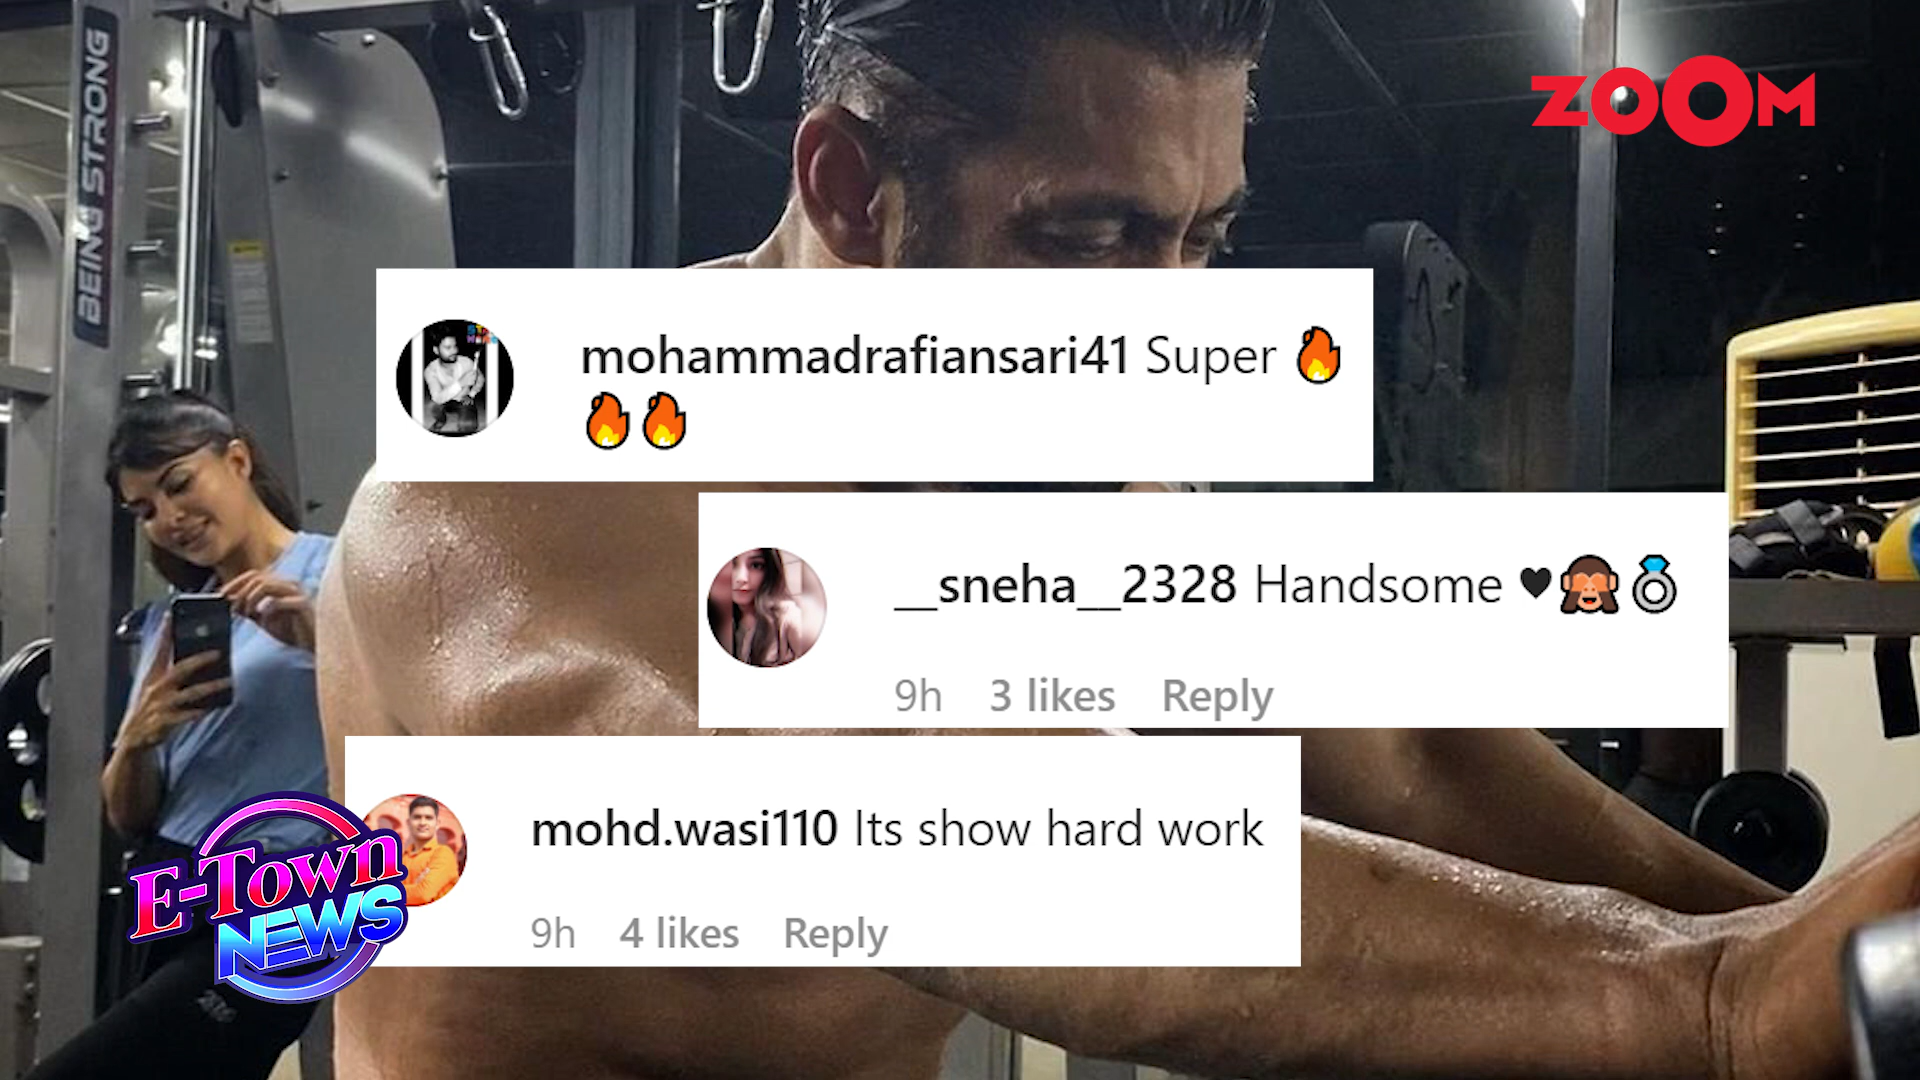 BEING STRONG
ZOOM
mohammadrafiansari41 Super 🔥
🔥🔥
__sneha__2328 Handsome ♥🙈💍
9h 3 likes Reply
mohd.wasi110 Its show hard work
9h 4 likes Reply
E-TOWN
NEWS